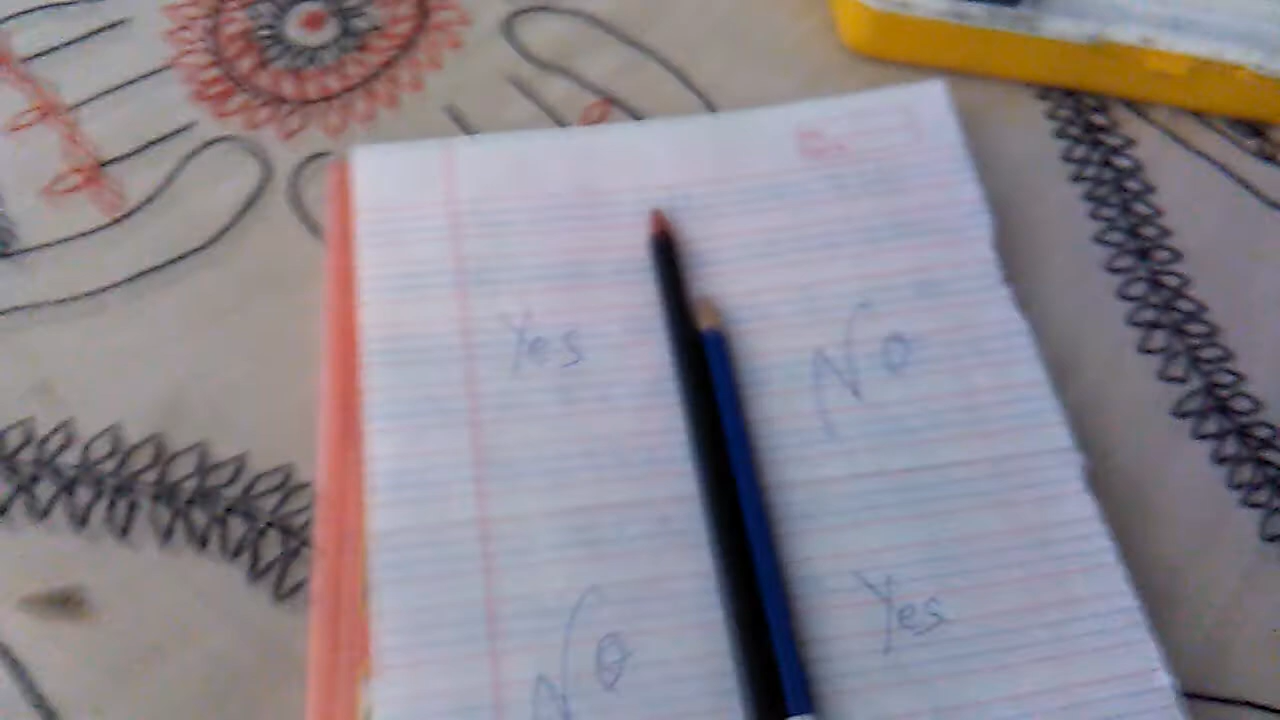 Yes No
No Yes